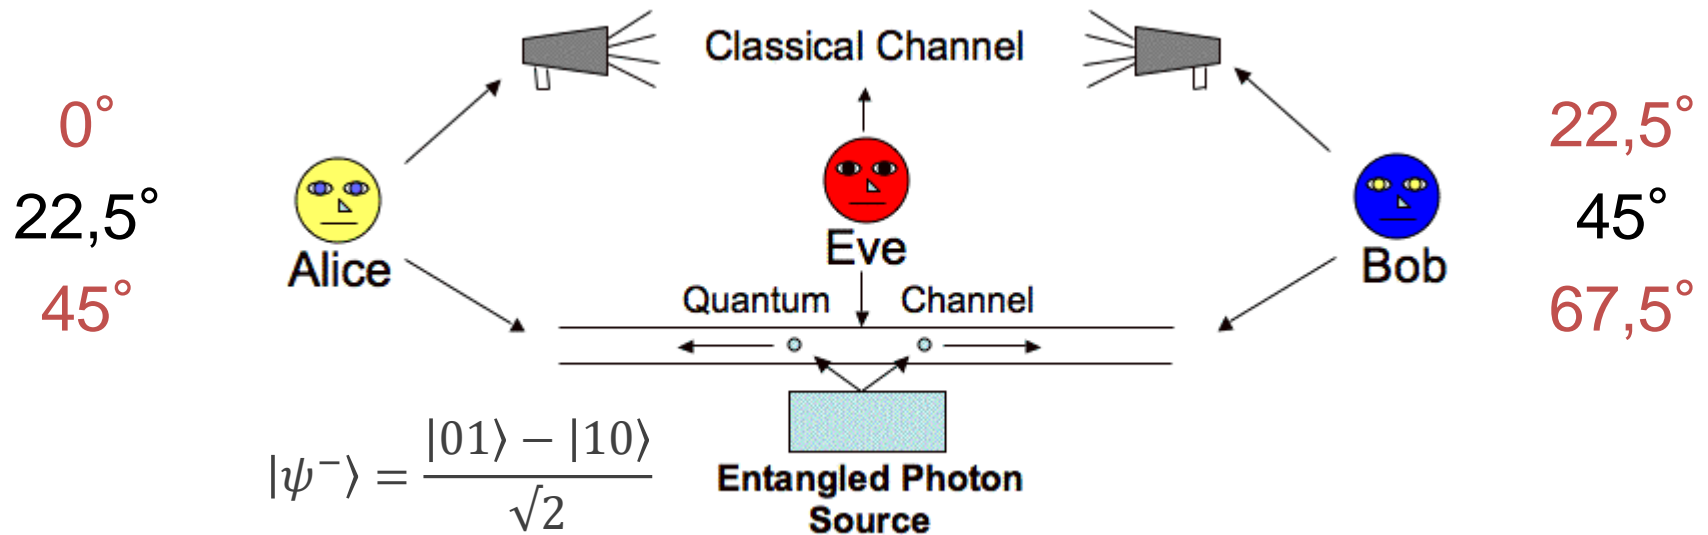 Classical Channel
0°
22,5°
45°
Alice
Eve
22,5°
45°
67,5°
Bob
Quantum Channel
|ψ⁻⟩ = |01⟩ − |10⟩ / √2
Entangled Photon
Source